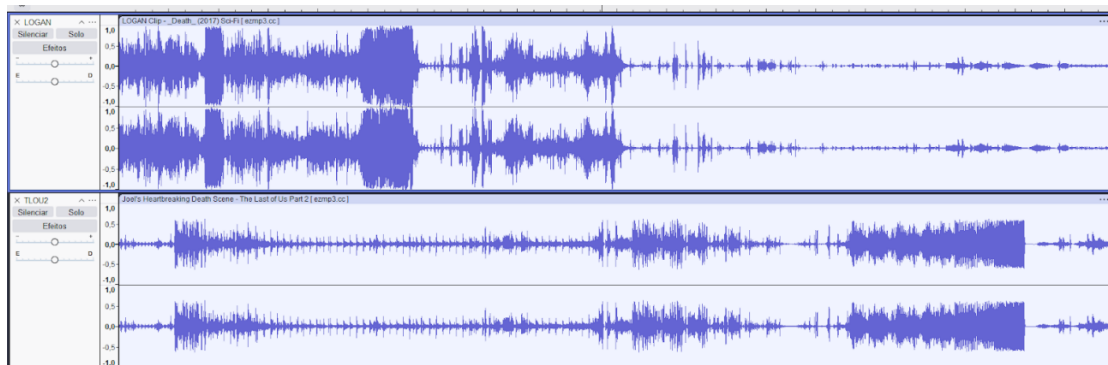 LOGAN
LOGAN Clip - _Death_ (2017) Sci-Fi [ ezmp3.cc ]
Silenciar Solo
Efeitos
- +
E D
1,0
0,5
0,0
-0,5
-1,0
1,0
0,5
0,0
-0,5
-1,0
TLOU2
Joel's Heartbreaking Death Scene - The Last of Us Part 2 [ ezmp3.cc ]
Silenciar Solo
Efeitos
- +
E D
1,0
0,5
0,0
-0,5
-1,0
1,0
0,5
0,0
-0,5
-1,0